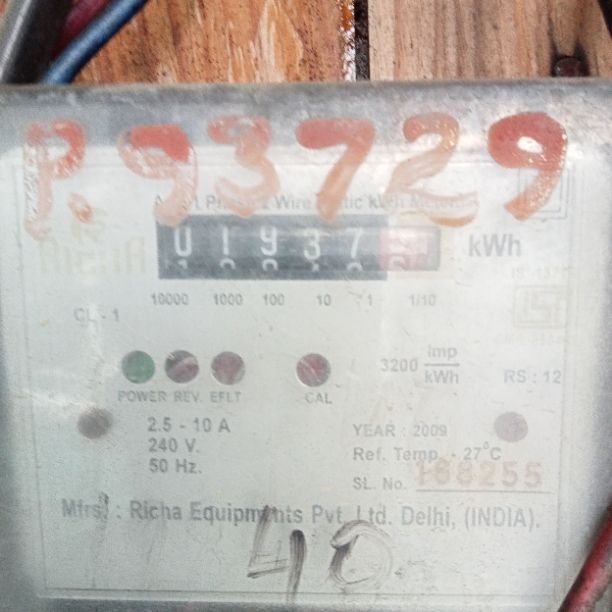 P.93729
kWh
01937
10000 1000 100 10 1 1/10
CL - 1
3200 imp/kWh
RS : 12
POWER REV. EFLT CAL
2.5 - 10 A
240 V.
50 Hz.
YEAR : 2009
Ref. Temp. - 27°C
SL. No. 168255
Mfrs. : Richa Equipments Pvt. Ltd. Delhi, (INDIA).
40